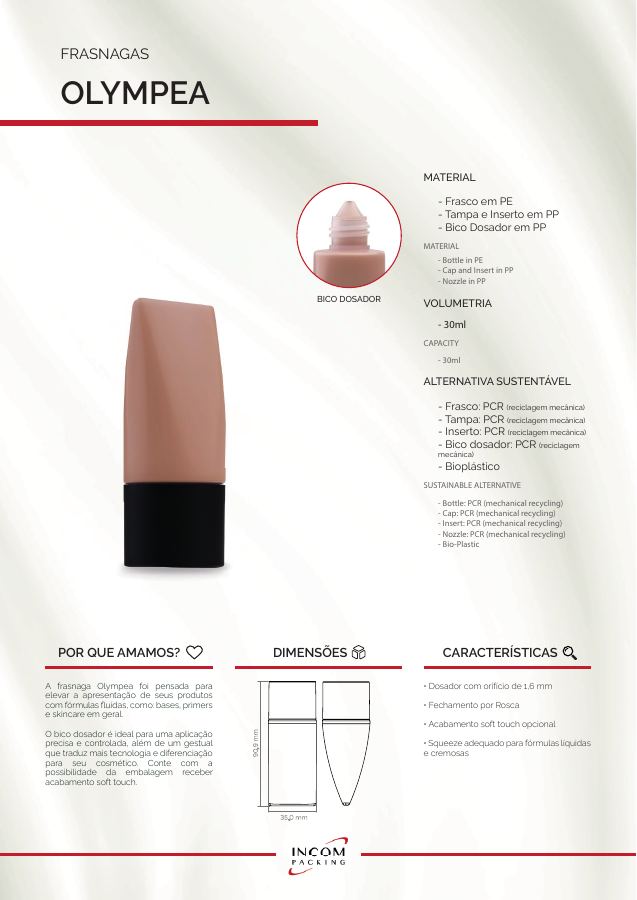 FRASNAGAS
OLYMPEA
BICO DOSADOR
MATERIAL
- Frasco em PE
- Tampa e Inserto em PP
- Bico Dosador em PP
MATERIAL
- Bottle in PE
- Cap and Insert in PP
- Nozzle in PP
VOLUMETRIA
- 30ml
CAPACITY
- 30ml
ALTERNATIVA SUSTENTÁVEL
- Frasco: PCR (reciclagem mecânica)
- Tampa: PCR (reciclagem mecânica)
- Inserto: PCR (reciclagem mecânica)
- Bico dosador: PCR (reciclagem
mecânica)
- Bioplástico
SUSTAINABLE ALTERNATIVE
- Bottle: PCR (mechanical recycling)
- Cap: PCR (mechanical recycling)
- Insert: PCR (mechanical recycling)
- Nozzle: PCR (mechanical recycling)
- Bio-Plastic
POR QUE AMAMOS?
A frasnaga Olympea foi pensada para
elevar a apresentação de seus produtos
com fórmulas fluídas, como: bases, primers
e skincare em geral.
O bico dosador é ideal para uma aplicação
precisa e controlada, além de um gestual
que traduz mais tecnologia e diferenciação
para seu cosmético. Conte com a
possibilidade da embalagem receber
acabamento soft touch.
DIMENSÕES
90,9 mm
35,0 mm
CARACTERÍSTICAS
• Dosador com orifício de 1,6 mm
• Fechamento por Rosca
• Acabamento soft touch opcional
• Squeeze adequado para fórmulas líquidas
e cremosas
INCOM
PACKING